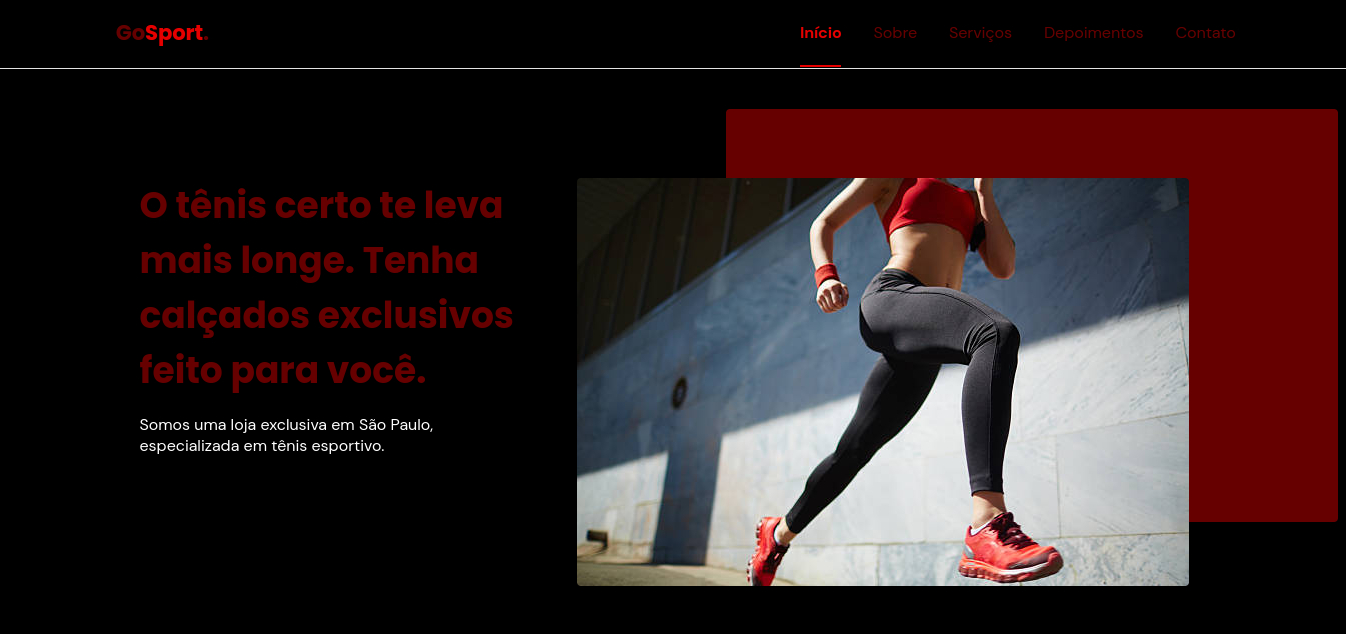 GoSport.
Início Sobre Serviços Depoimentos Contato
O tênis certo te leva
mais longe. Tenha
calçados exclusivos
feito para você.
Somos uma loja exclusiva em São Paulo,
especializada em tênis esportivo.